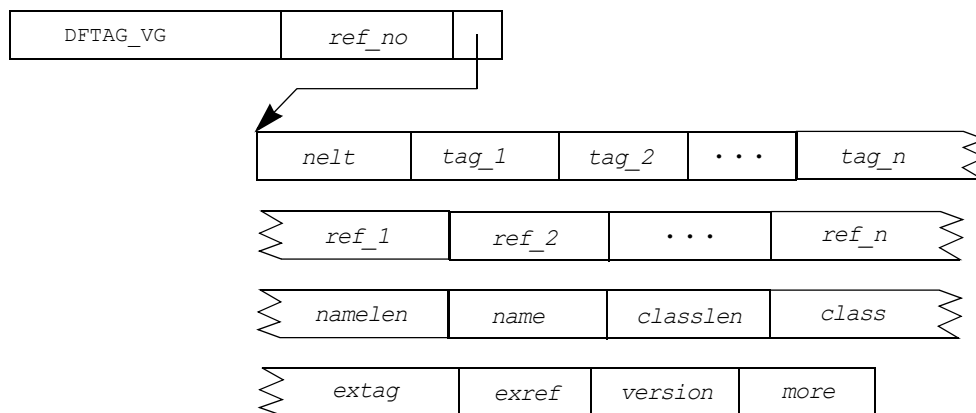 DFTAG_VG ref_no
nelt tag_1 tag_2 ... tag_n
ref_1 ref_2 ... ref_n
namelen name classlen class
extag exref version more